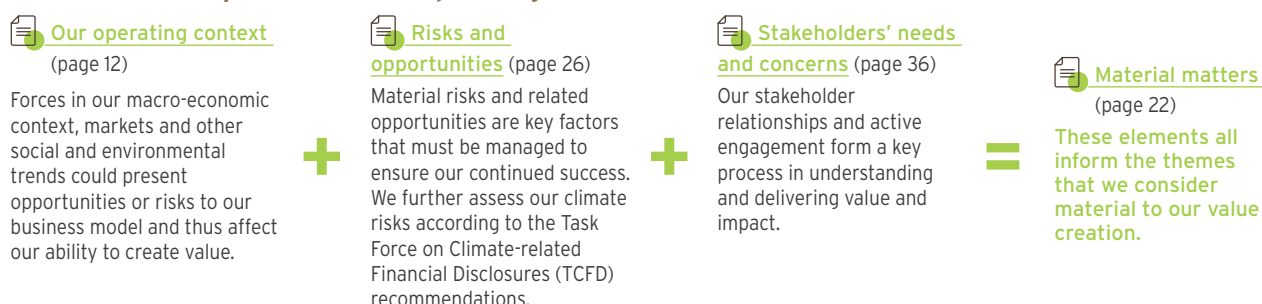 Our operating context
(page 12)
Forces in our macro-economic
context, markets and other
social and environmental
trends could present
opportunities or risks to our
business model and thus affect
our ability to create value.
+
Risks and
opportunities (page 26)
Material risks and related
opportunities are key factors
that must be managed to
ensure our continued success.
We further assess our climate
risks according to the Task
Force on Climate-related
Financial Disclosures (TCFD)
recommendations.
+
Stakeholders’ needs
and concerns (page 36)
Our stakeholder
relationships and active
engagement form a key
process in understanding
and delivering value and
impact.
=
Material matters
(page 22)
These elements all
inform the themes
that we consider
material to our value
creation.